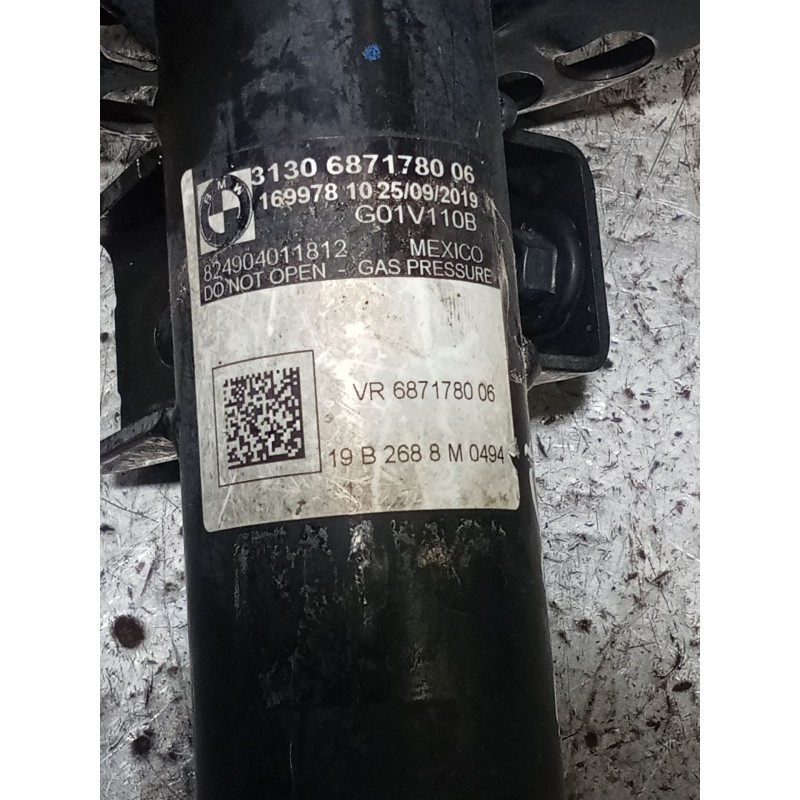 BMW
3130 6871780 06
169978 10 25/09/2019
G01V110B
824904011812 MEXICO
DO NOT OPEN - GAS PRESSURE
VR 6871780 06
19 B 268 8 M 0494